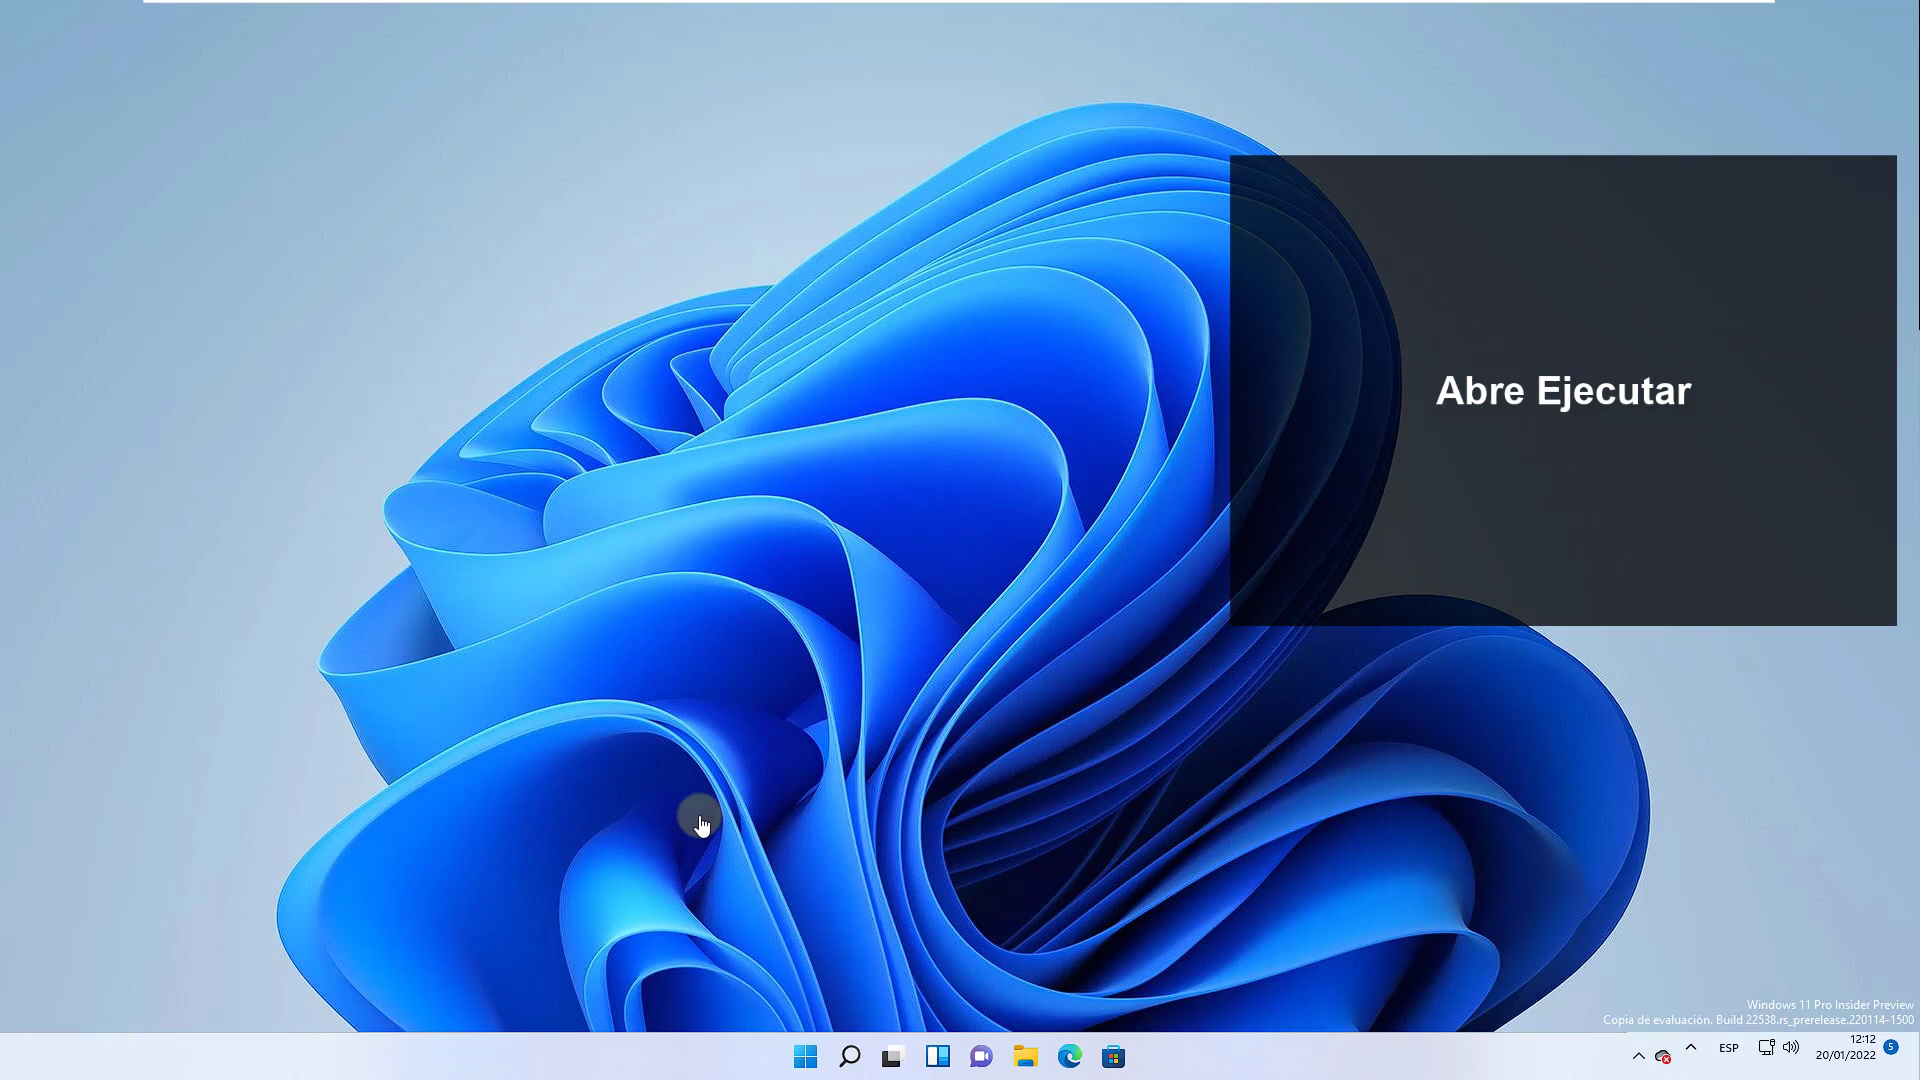 Abre Ejecutar
Windows 11 Pro Insider Preview
Copia de evaluación. Build 22538.rs_prerelease.220114-1500
ESP
12:12
20/01/2022
5